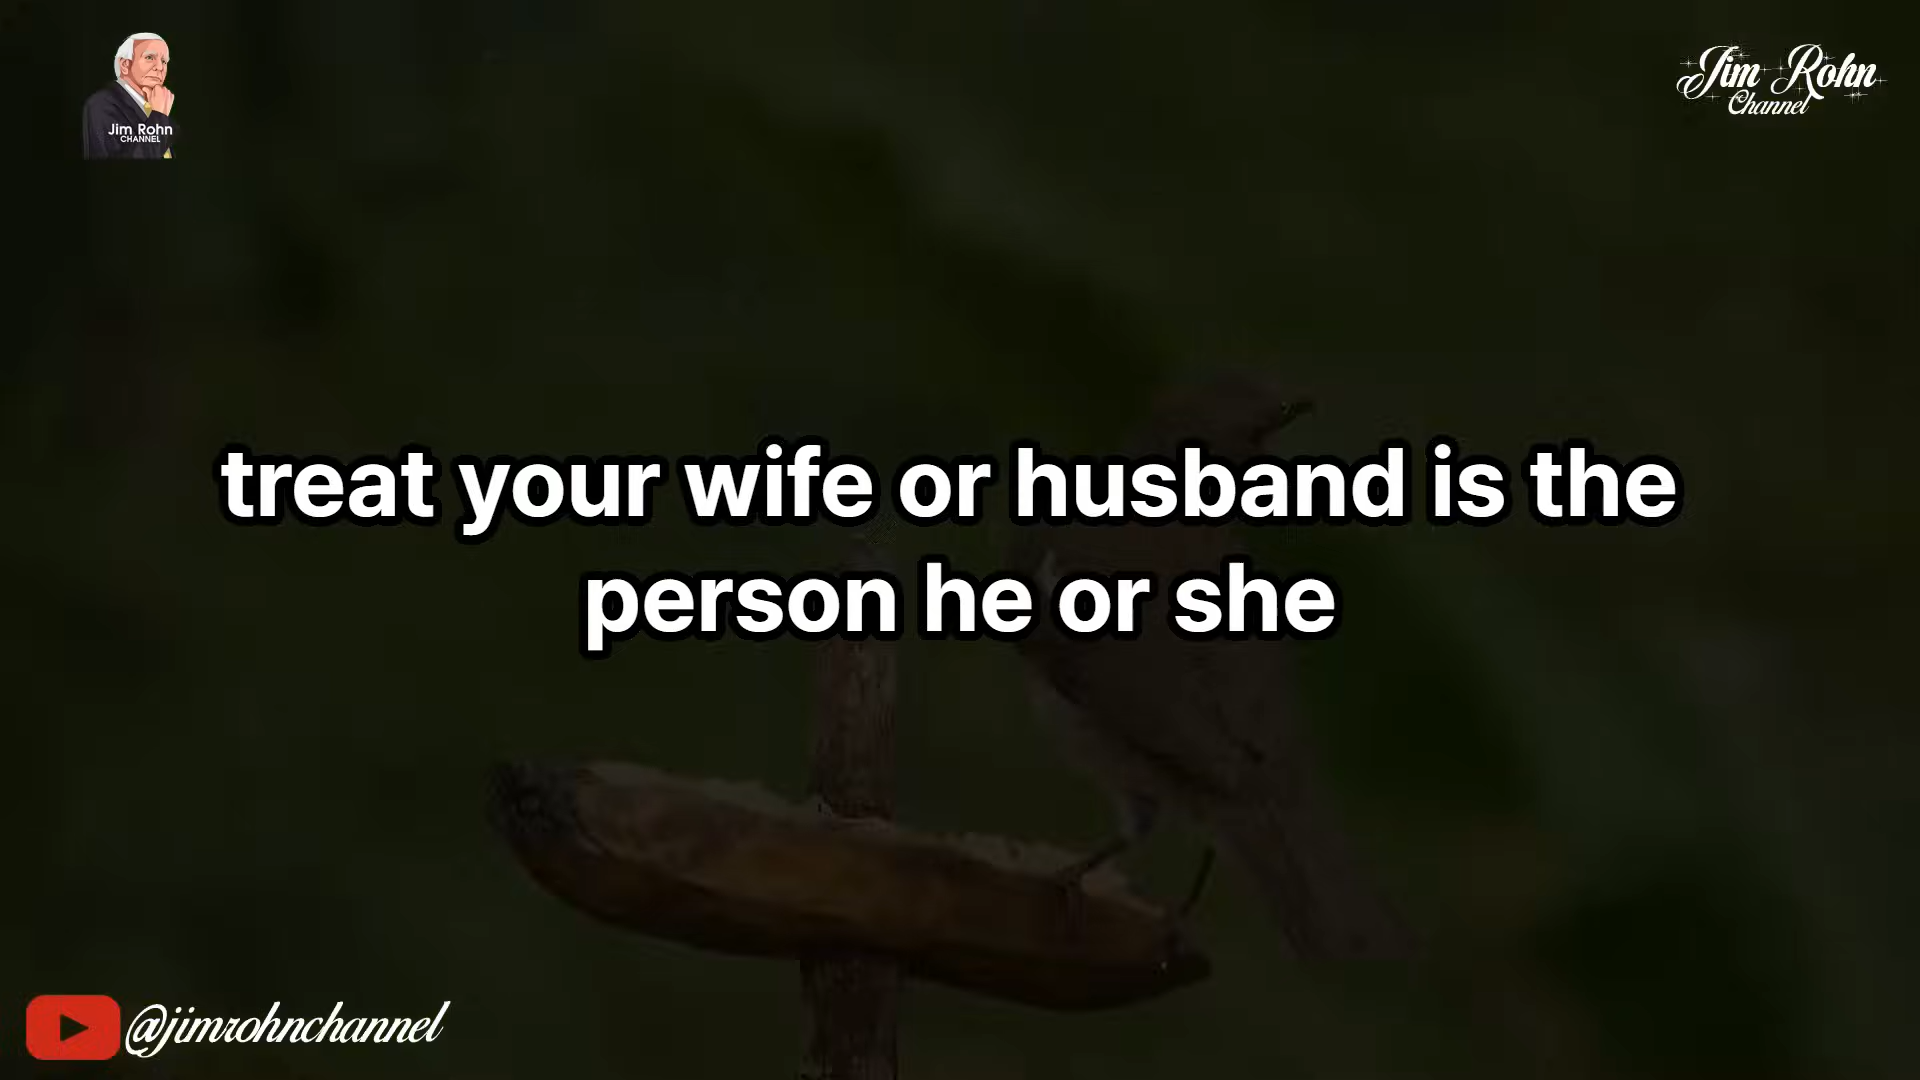 Jim Rohn
CHANNEL
Jim Rohn
Channel
treat your wife or husband is the
person he or she
@jimrohnchannel